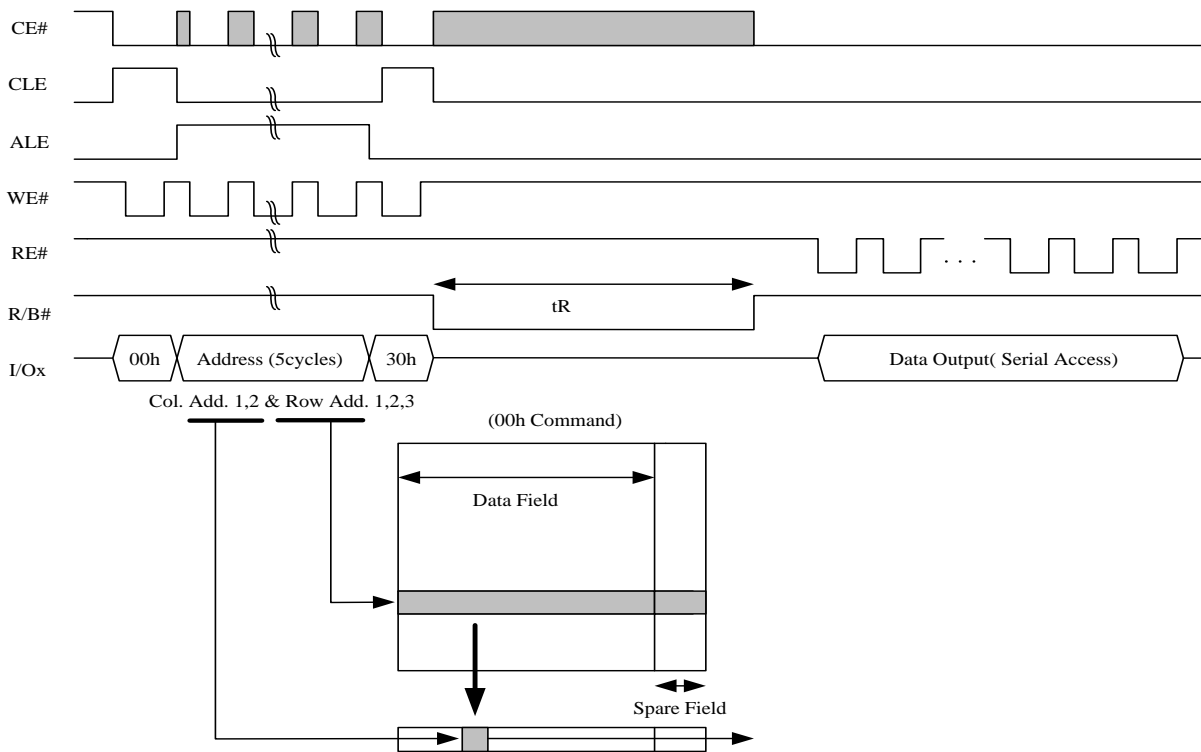 CE#
CLE
ALE
WE#
RE#
. . .
R/B#
tR
I/Ox
00h
Address (5cycles)
30h
Data Output( Serial Access)
Col. Add. 1,2 & Row Add. 1,2,3
(00h Command)
Data Field
Spare Field